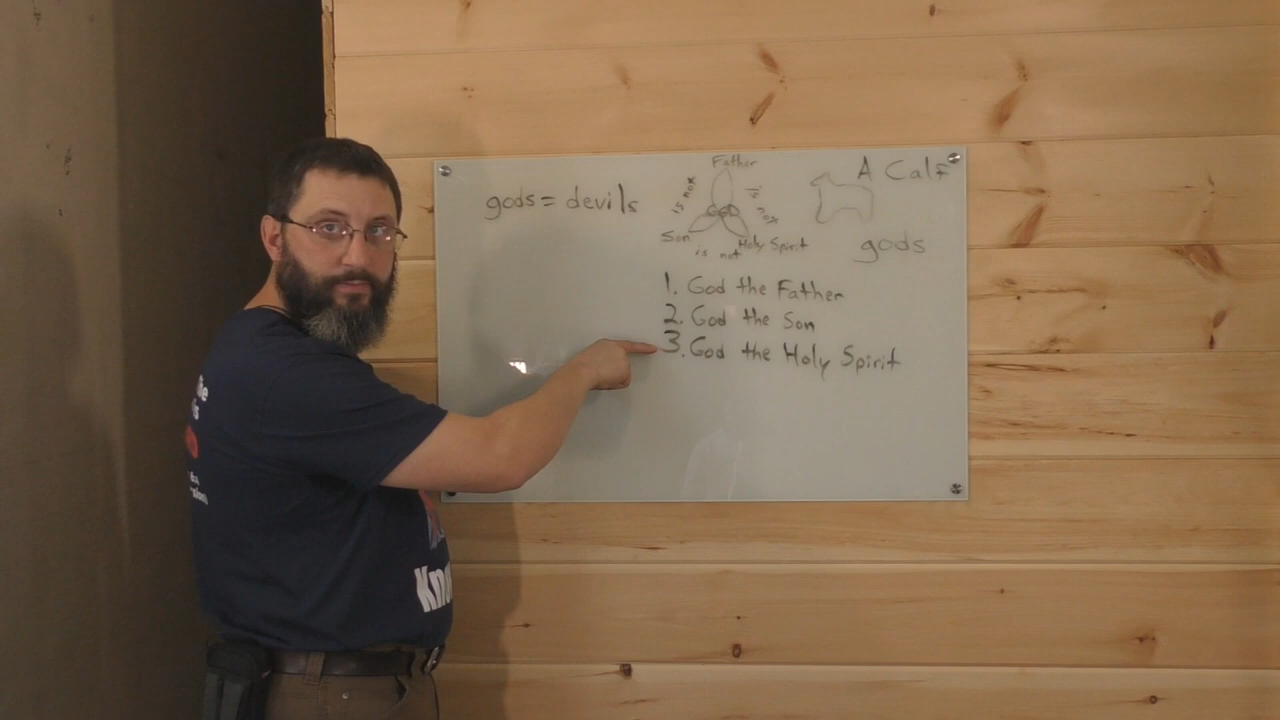 gods = devils
Father
is not
is not
God
Son
Holy Spirit
is not
A Calf
gods
1. God the Father
2. God the Son
3. God the Holy Spirit